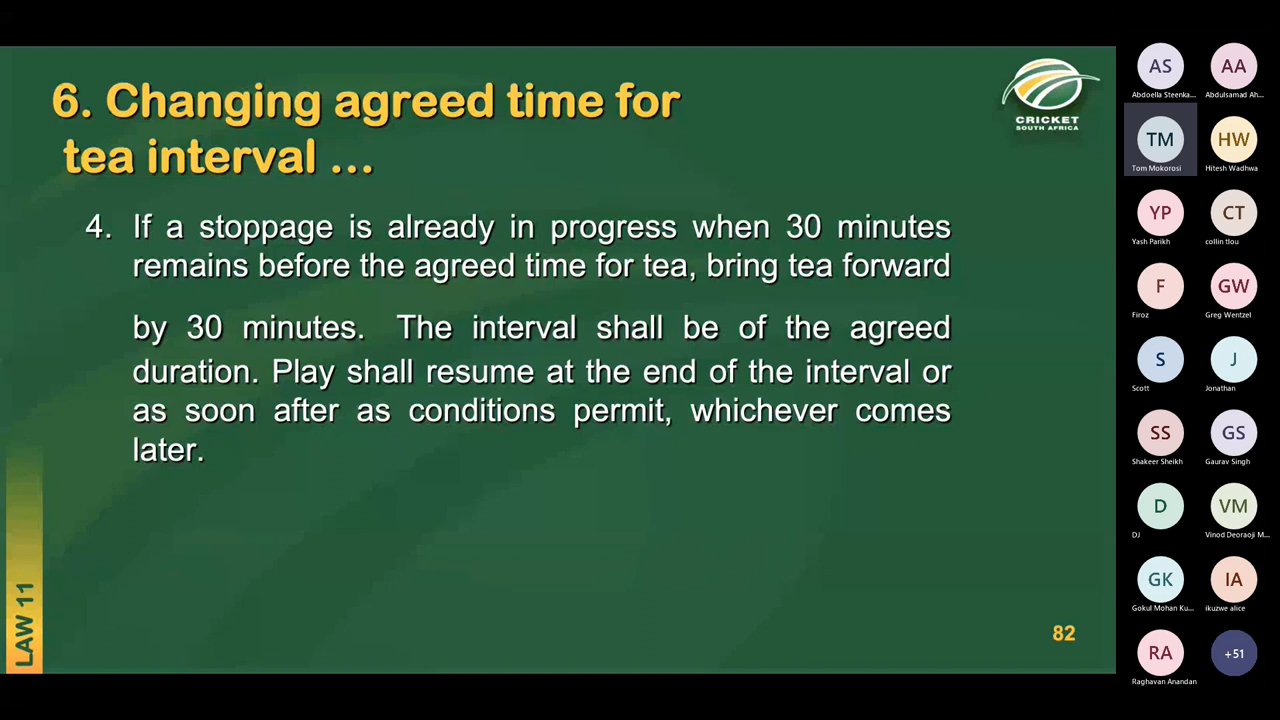 6. Changing agreed time for
tea interval ...
CRICKET
SOUTH AFRICA
4. If a stoppage is already in progress when 30 minutes
remains before the agreed time for tea, bring tea forward
by 30 minutes. The interval shall be of the agreed
duration. Play shall resume at the end of the interval or
as soon after as conditions permit, whichever comes
later.
LAW 11
82
AS
Abdoella Steenka...
AA
Abdulsamad Ah...
TM
Tom Mokorosi
HW
Hitesh Wadhwa
YP
Yash Parikh
CT
collin tlou
F
Firoz
GW
Greg Wentzel
S
Scott
J
Jonathan
SS
Shakeer Sheikh
GS
Gaurav Singh
D
DJ
VM
Vinod Deoraoji M...
GK
Gokul Mohan Ku...
IA
ikuzwe alice
RA
Raghavan Anandan
+51